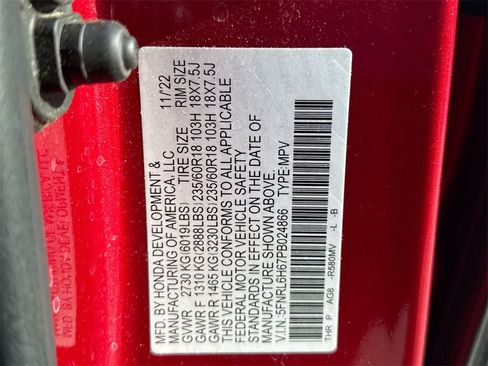 MFD. BY HONDA DEVELOPMENT & 11/22
MANUFACTURING OF AMERICA, LLC
GVWR 2730 KG(6019LBS) TIRE SIZE RIM SIZE
GAWR F 1310 KG(2888LBS)235/60R18 103H 18X7.5J
GAWR R 1465 KG(3230LBS)235/60R18 103H 18X7.5J
THIS VEHICLE CONFORMS TO ALL APPLICABLE
FEDERAL MOTOR VEHICLE SAFETY
STANDARDS IN EFFECT ON THE DATE OF
MANUFACTURE SHOWN ABOVE.
V.I.N. :5FNRL6H67PB024866 TYPE:MPV
THR P AG8 -R580MV -L -B